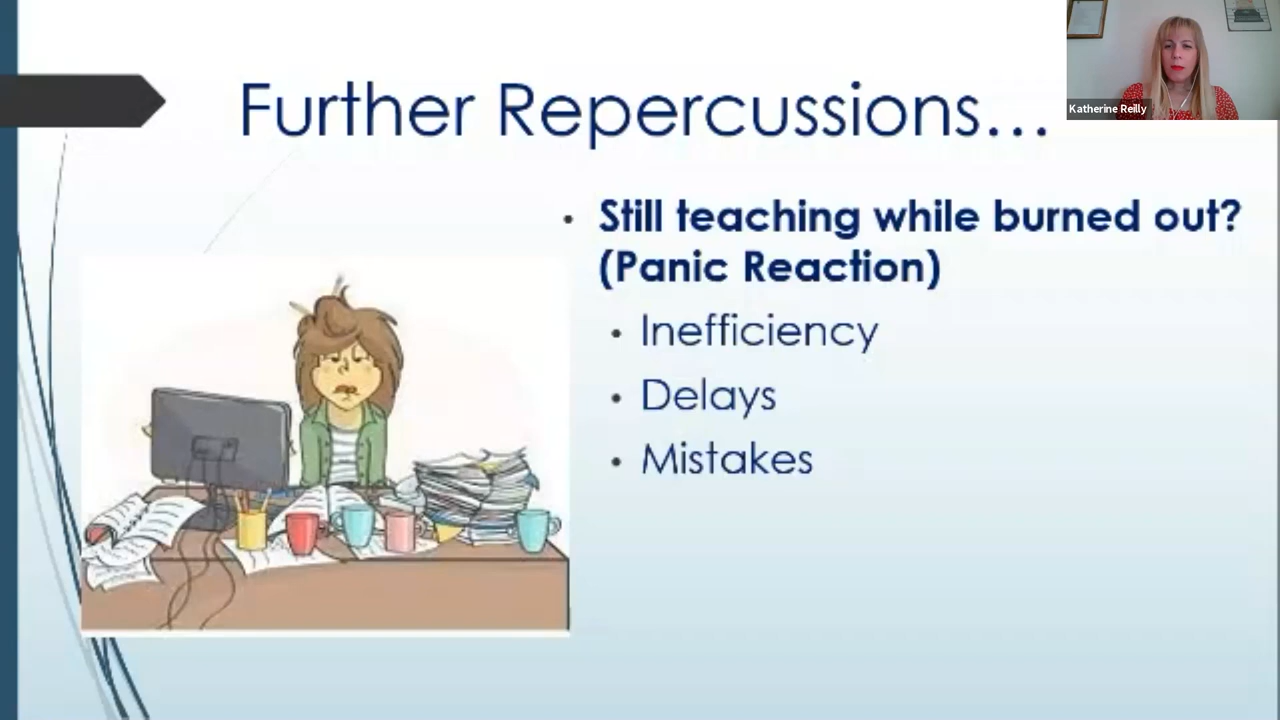 Further Repercussions…
Katherine Reilly
• Still teaching while burned out?
(Panic Reaction)
• Inefficiency
• Delays
• Mistakes